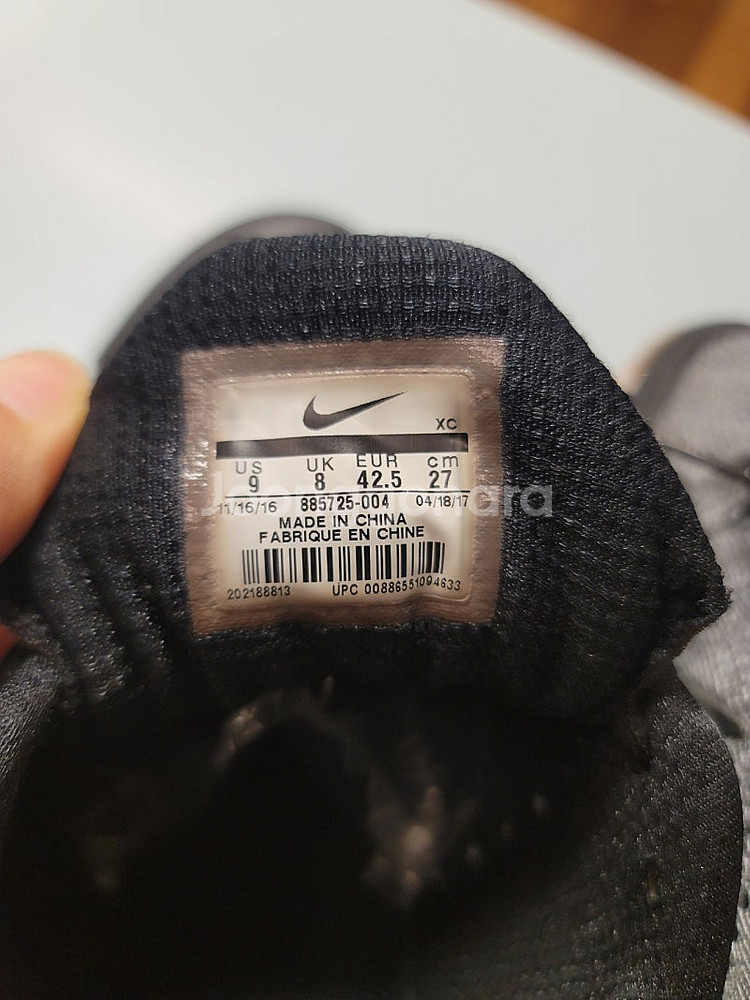 XC
US UK EUR cm
9 8 42.5 27
11/16/16 885725-004 04/18/17
MADE IN CHINA
FABRIQUE EN CHINE
202188813 UPC 00886551094633